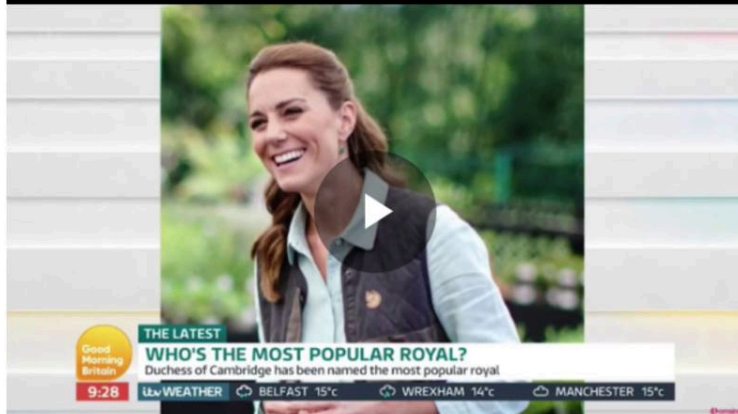 THE LATEST
Good
Morning
Britain
WHO'S THE MOST POPULAR ROYAL?
Duchess of Cambridge has been named the most popular royal
9:28 itv WEATHER BELFAST 15°c WREXHAM 14°c MANCHESTER 15°c